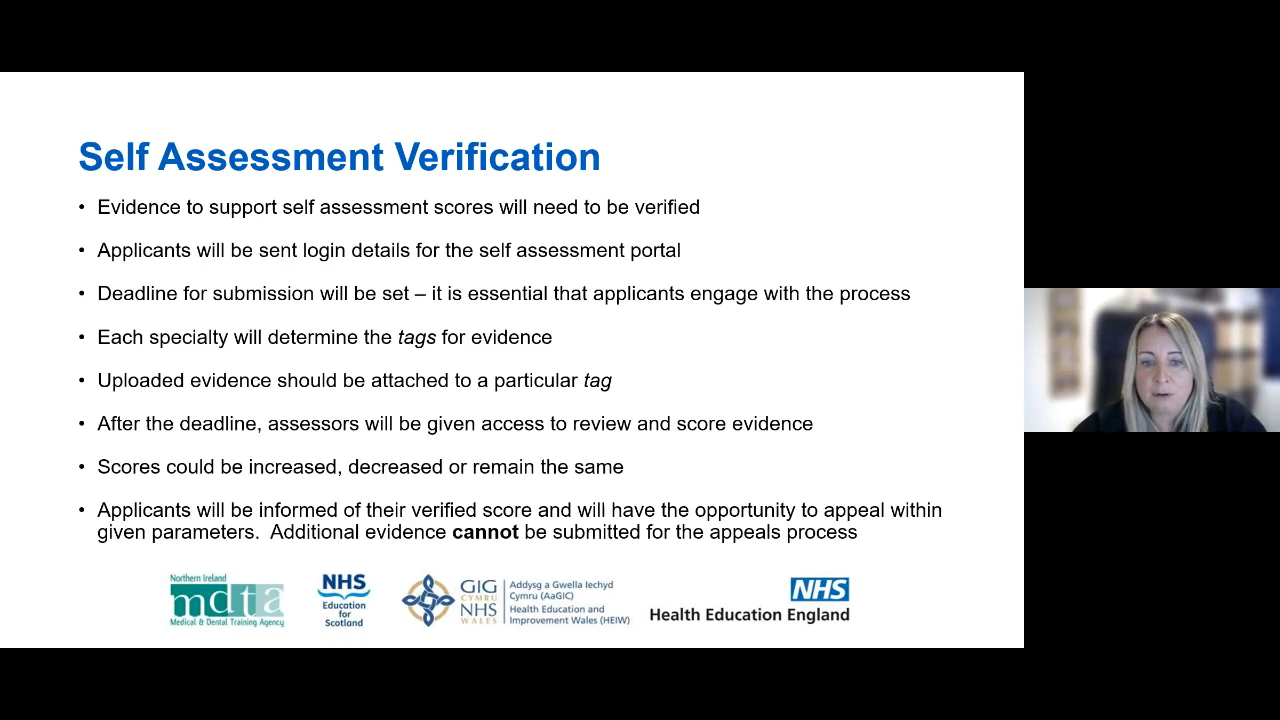 Self Assessment Verification
• Evidence to support self assessment scores will need to be verified
• Applicants will be sent login details for the self assessment portal
• Deadline for submission will be set – it is essential that applicants engage with the process
• Each specialty will determine the tags for evidence
• Uploaded evidence should be attached to a particular tag
• After the deadline, assessors will be given access to review and score evidence
• Scores could be increased, decreased or remain the same
• Applicants will be informed of their verified score and will have the opportunity to appeal within
given parameters.  Additional evidence cannot be submitted for the appeals process
Northern Ireland
mdta
Medical & Dental Training Agency
NHS
Education
for
Scotland
GIG
CYMRU
NHS
WALES
Addysg a Gwella Iechyd
Cymru (AaGIC)
Health Education and
Improvement Wales (HEIW)
NHS
Health Education England